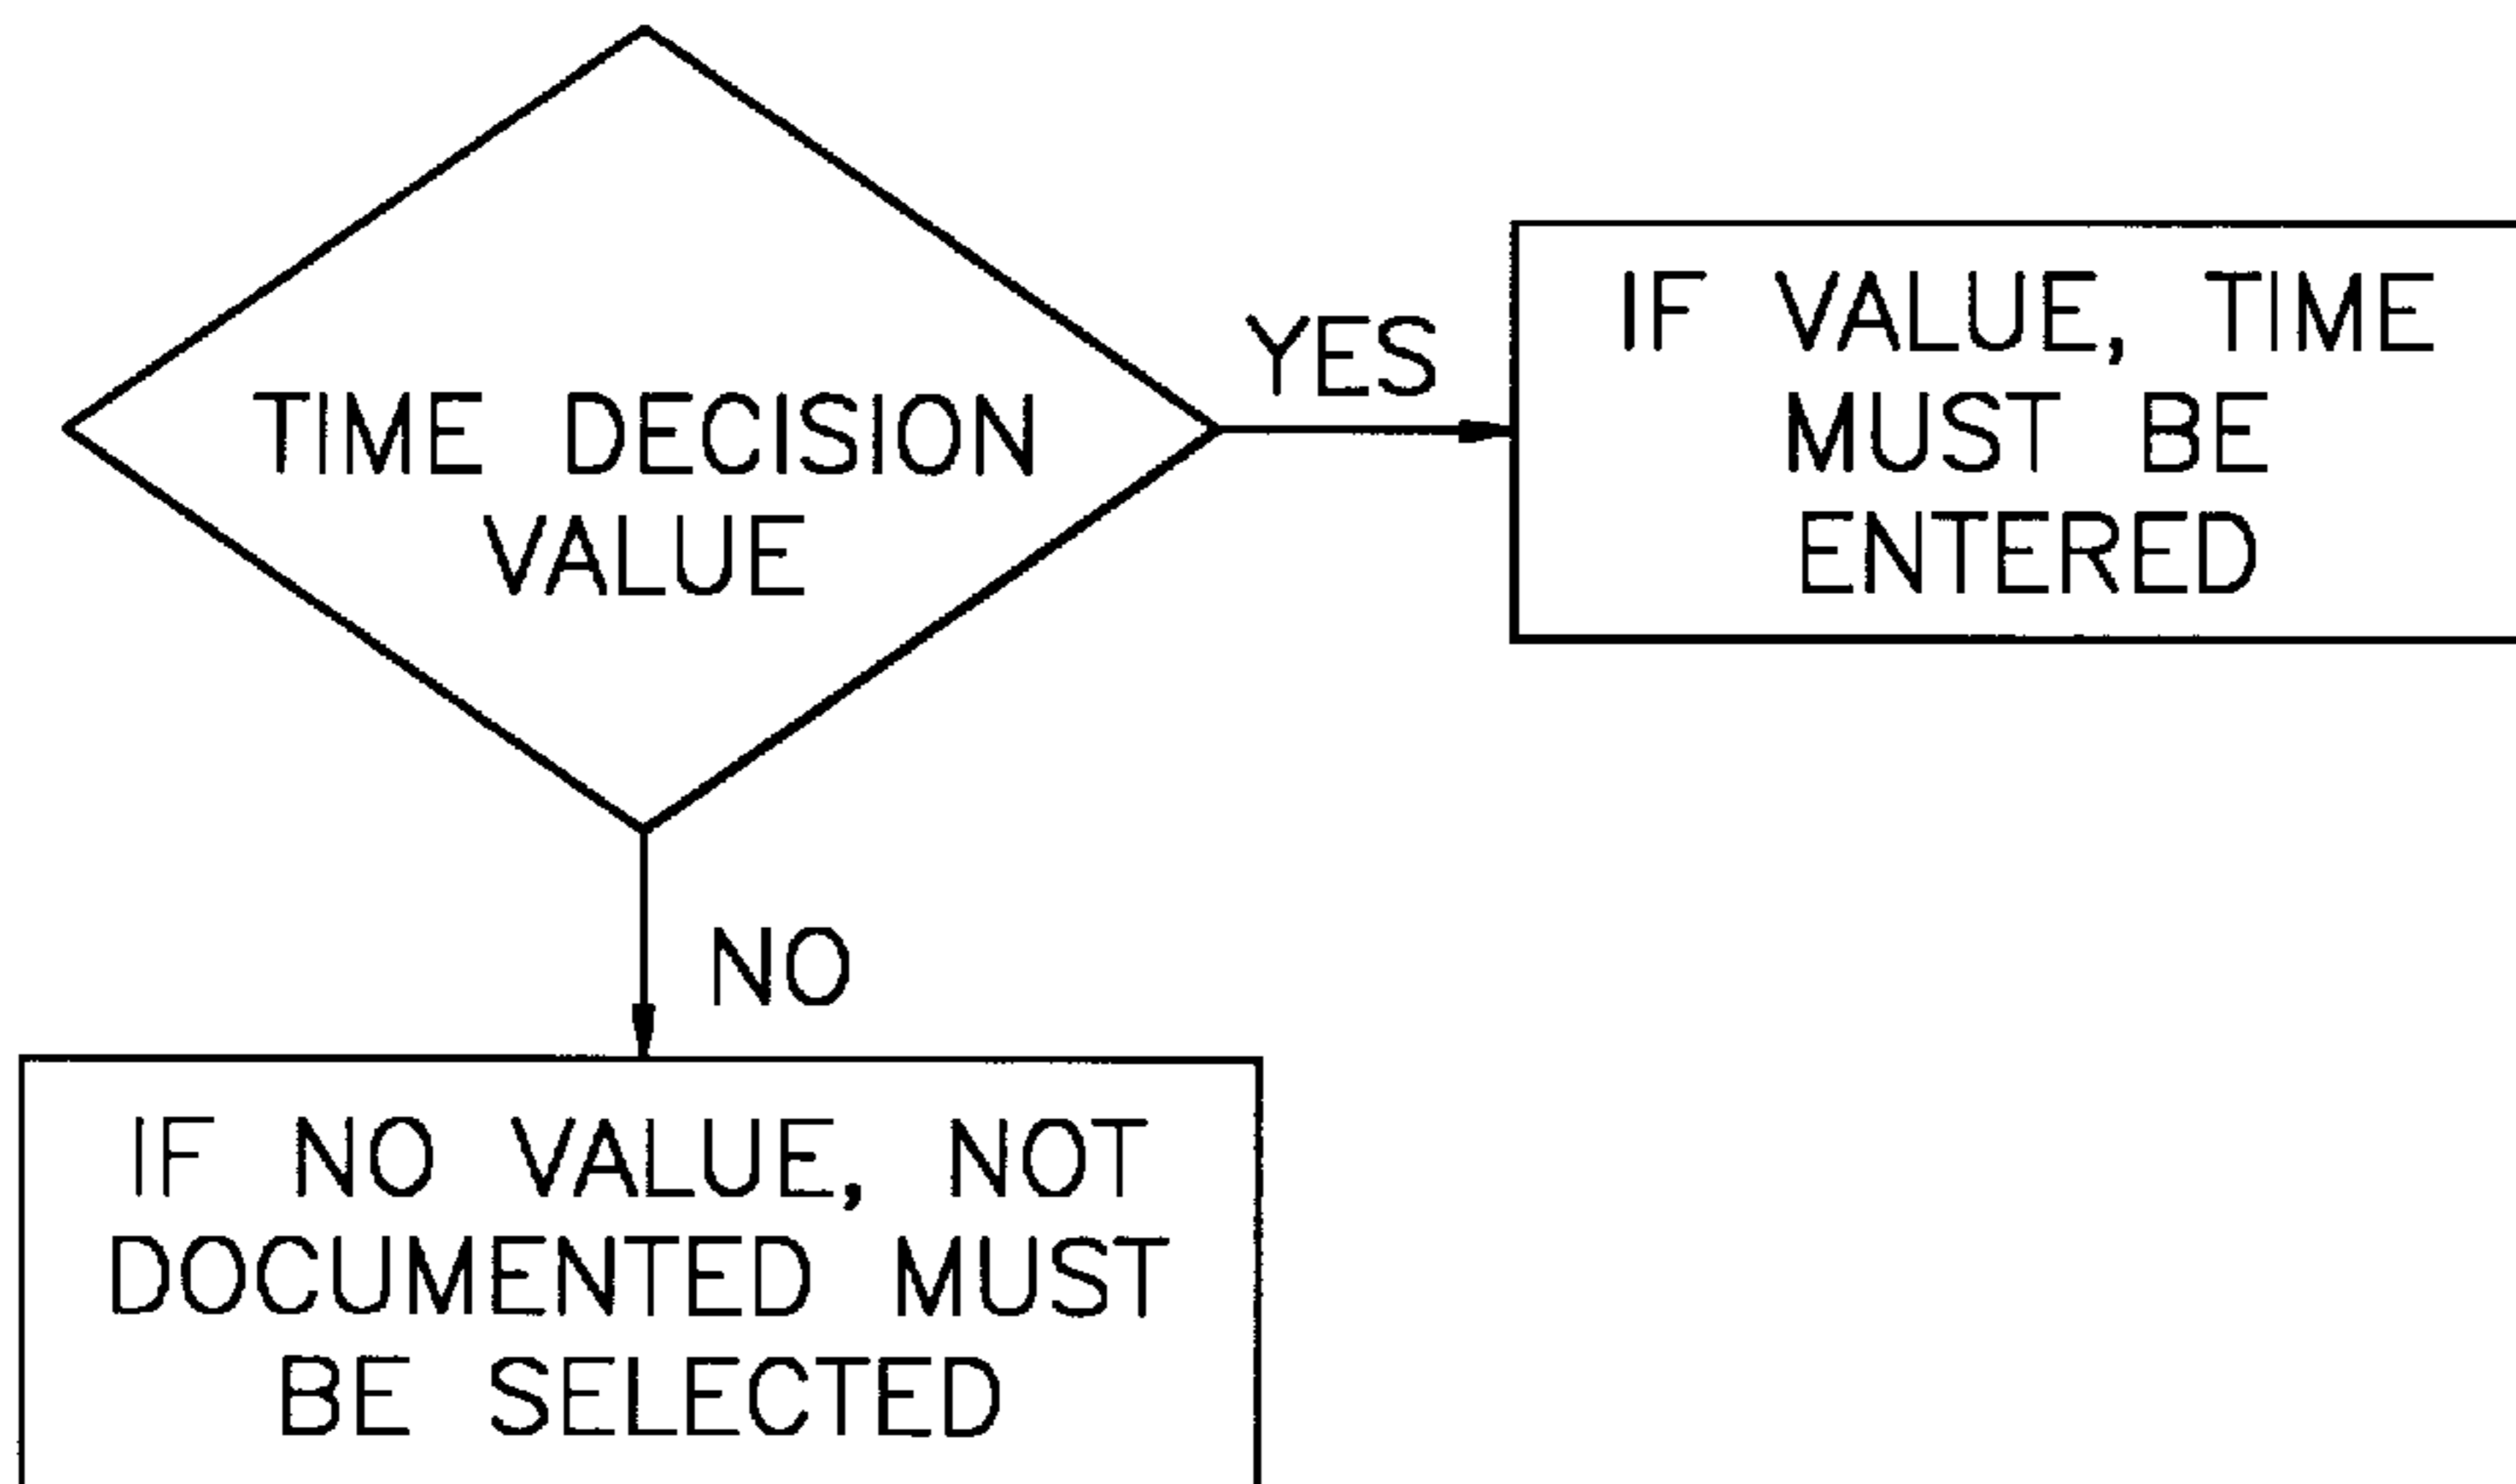 TIME DECISION
VALUE
YES
IF VALUE, TIME
MUST BE
ENTERED
NO
IF NO VALUE, NOT
DOCUMENTED MUST
BE SELECTED